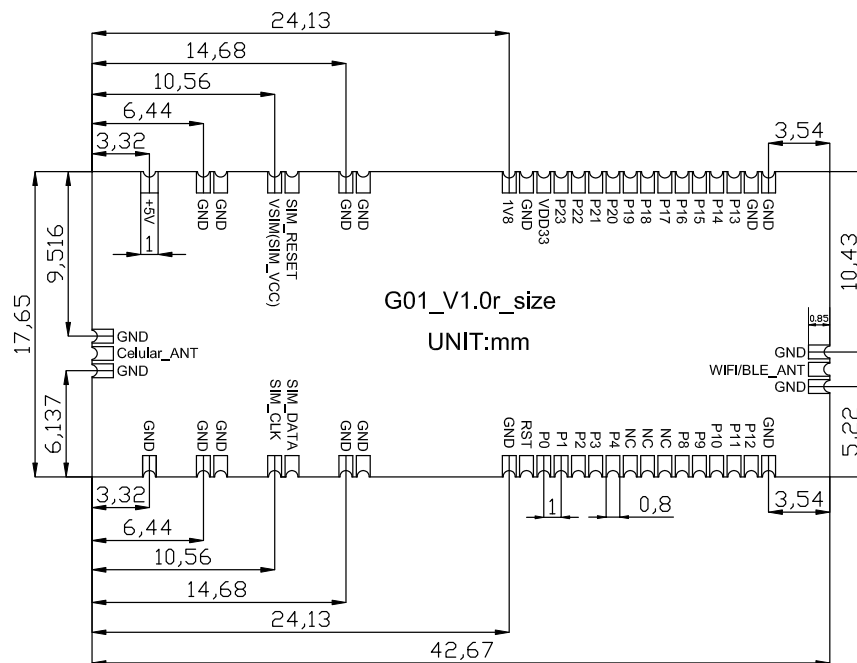 24,13
14,68
10,56
6,44
3,32
3,54
+5V
GND
GND
VSIM(SIM_VCC)
SIM_RESET
GND
GND
1V8
GND
VDD33
P23
P22
P21
P20
P19
P18
P17
P16
P15
P14
P13
GND
GND
1
9,516
17,65
10,43
G01_V1.0r_size
UNIT:mm
0.85
GND
Celular_ANT
GND
GND
WIFI/BLE_ANT
GND
6,137
5,22
GND
GND
GND
SIM_CLK
SIM_DATA
GND
GND
GND
RST
P0
P1
P2
P3
P4
NC
NC
NC
P8
P9
P10
P11
P12
GND
3,32
1
0,8
3,54
6,44
10,56
14,68
24,13
42,67